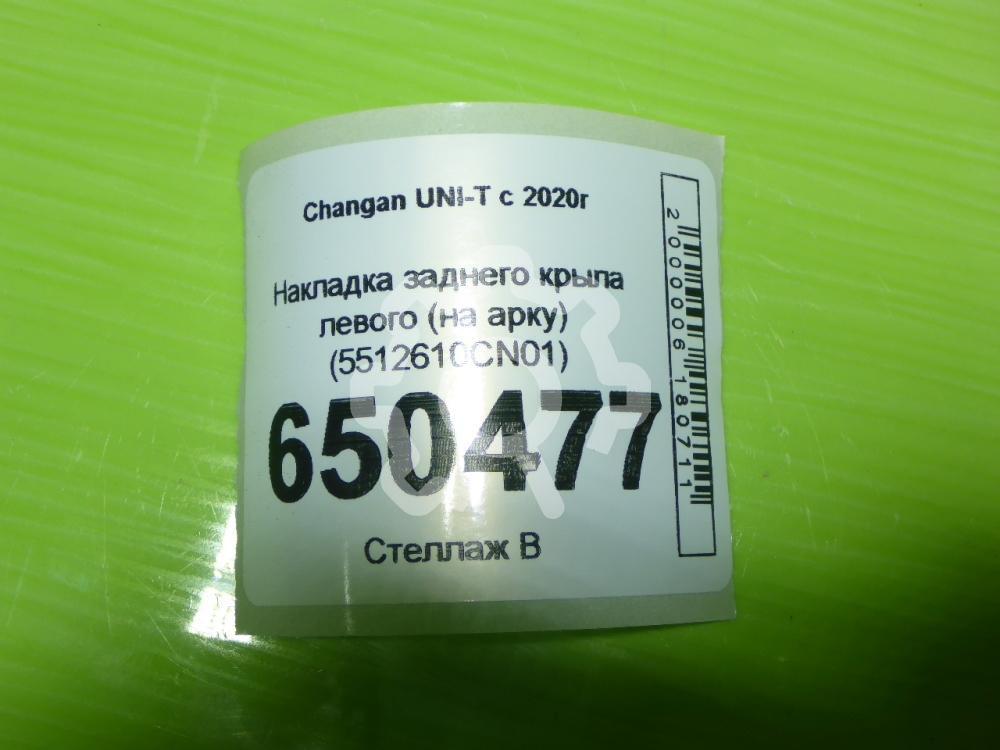 Changan UNI-T с 2020г
Накладка заднего крыла
левого (на арку)
(5512610CN01)
650477
Стеллаж В
2000006180711